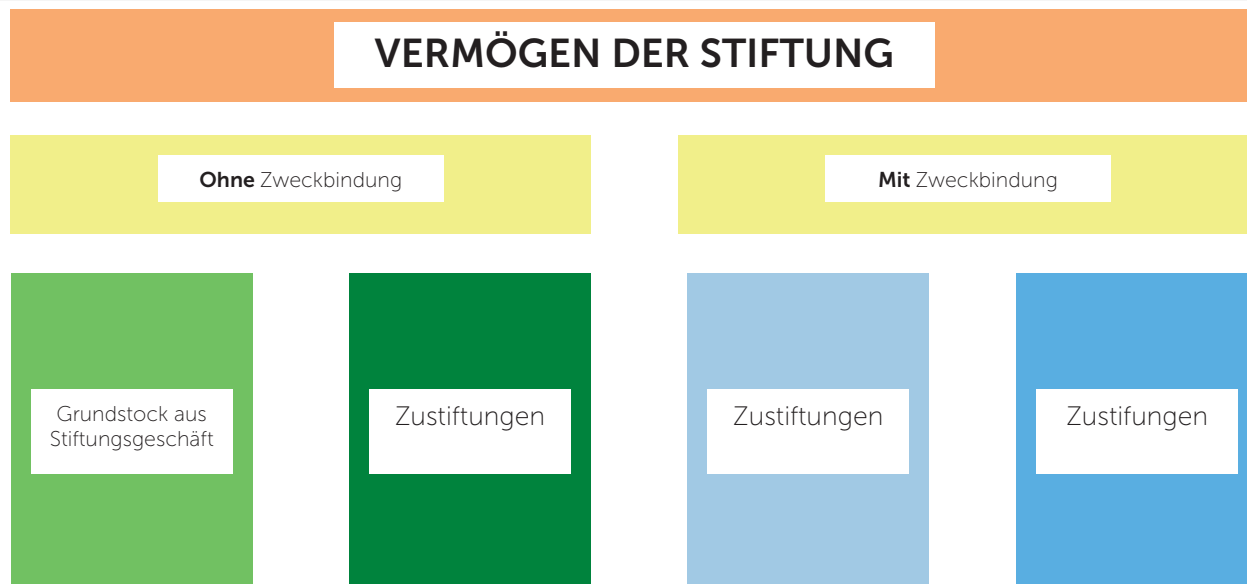 VERMÖGEN DER STIFTUNG
Ohne Zweckbindung
Mit Zweckbindung
Grundstock aus
Stiftungsgeschäft
Zustiftungen
Zustiftungen
Zustifungen